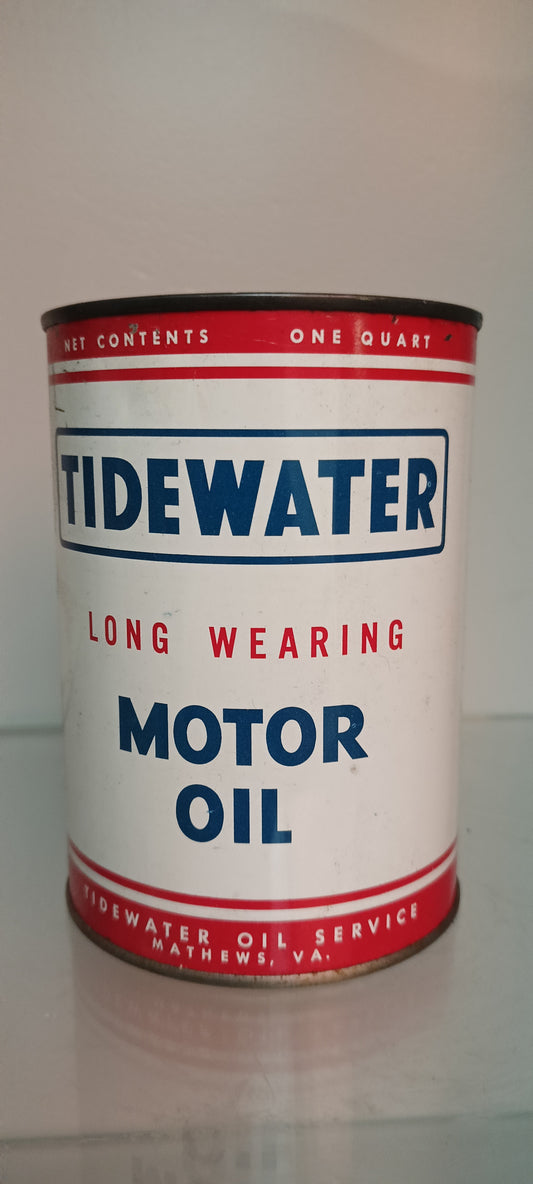 NET CONTENTS ONE QUART
TIDEWATER
LONG WEARING
MOTOR
OIL
TIDEWATER OIL SERVICE
MATHEWS, VA.